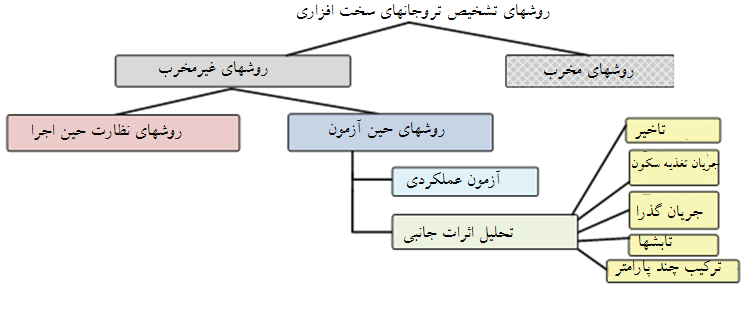 روشهای تشخیص تروجانهای سخت افزاری
روشهای مخرب
روشهای غیرمخرب
روشهای حین آزمون
روشهای نظارت حین اجرا
آزمون عملکردی
تحلیل اثرات جانبی
تاخیر
جریان تغذیه سکون
جریان گذرا
تابشها
ترکیب چند پارامتر